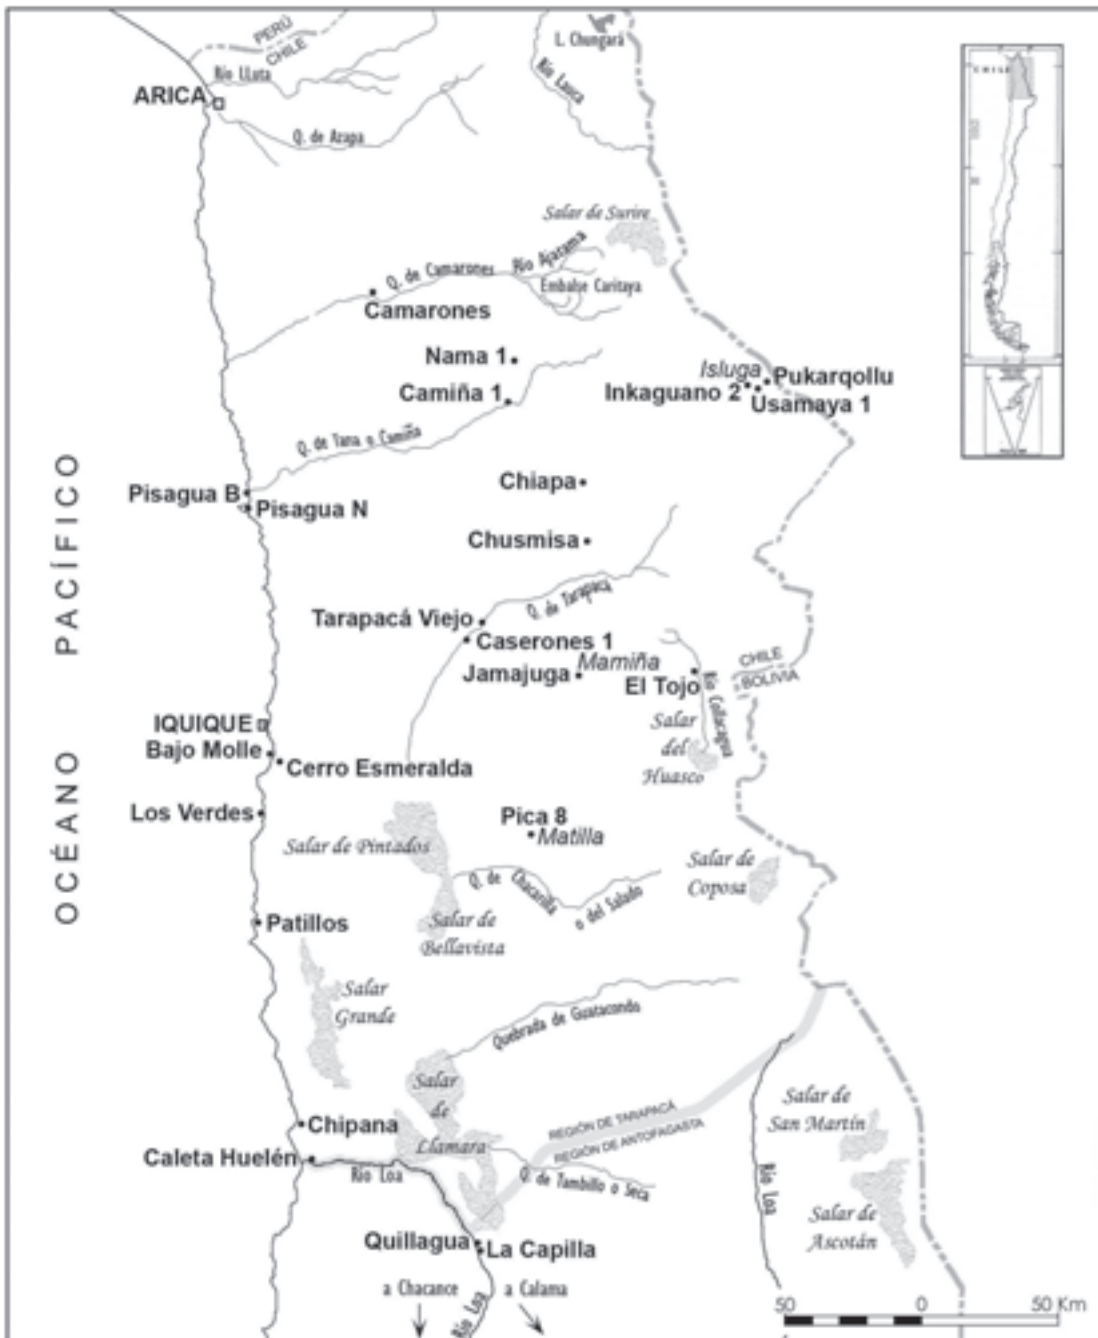 PERÚ
CHILE
L. Chungará
Río LLuta
Río Lauca
CHILE
ARICA
Q. de Azapa
Salar de Surire
Q. de Camarones
Río Ajatama
Embalse Caritaya
Camarones
Nama 1
Isluga
Pukarqollu
Camiña 1
Inkaguano 2
Usamaya 1
Q. de Tana o Camiña
Chiapa
Pisagua B
Pisagua N
Chusmisa
OCÉANO PACÍFICO
Q. de Tarapacá
Tarapacá Viejo
Caserones 1
Mamiña
Jamajuga
El Tojo
CHILE
BOLIVIA
Río Collacagua
Salar
del
Huasco
IQUIQUE
Bajo Molle
Cerro Esmeralda
Los Verdes
Pica 8
Matilla
Salar de Pintados
Salar de
Coposa
Q. de Chacarilla o del Salado
Patillos
Salar de
Bellavista
Salar
Grande
Quebrada de Guatacondo
Salar
de
Llamara
REGIÓN DE TARAPACÁ
REGIÓN DE ANTOFAGASTA
Salar de
San Martín
Chipana
Caleta Huelén
Río Loa
Q. de Tambillo o Seca
Río Loa
Salar de
Ascotán
Quillagua
La Capilla
a Chacance
a Calama
Río Loa
50 0 50 Km